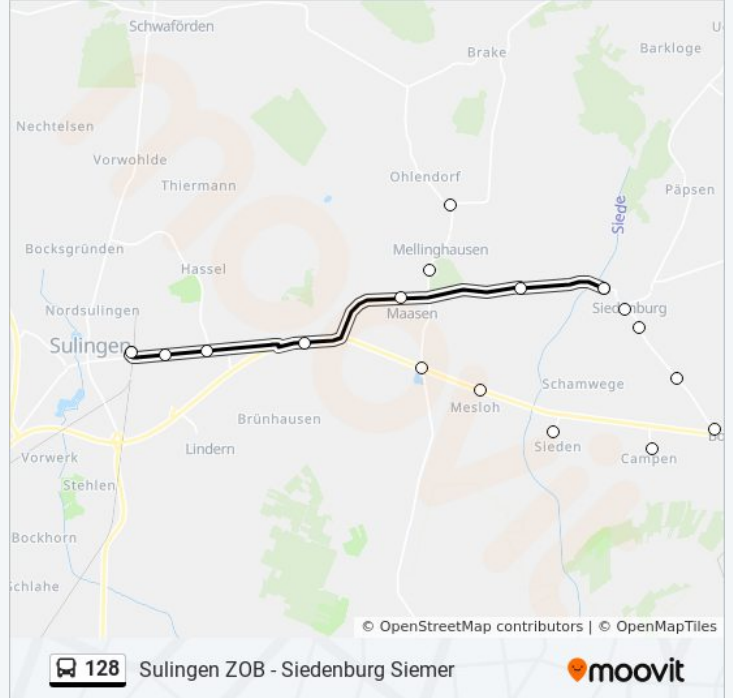 Schwaförden
Brake
Barkloge
Nechtelsen
Vorwohlde
Thiermann
Ohlendorf
Päpsen
Siede
Bocksgründen
Mellinghausen
Hassel
Nordsulingen
Maasen
Siedenburg
Sulingen
Schamwege
Mesloh
Brünhausen
Lindern
Sieden
Campen
Vorwerk
Stehlen
Bockhorn
chlahe
© OpenStreetMap contributors | © OpenMapTiles
128 Sulingen ZOB - Siedenburg Siemer
moovit